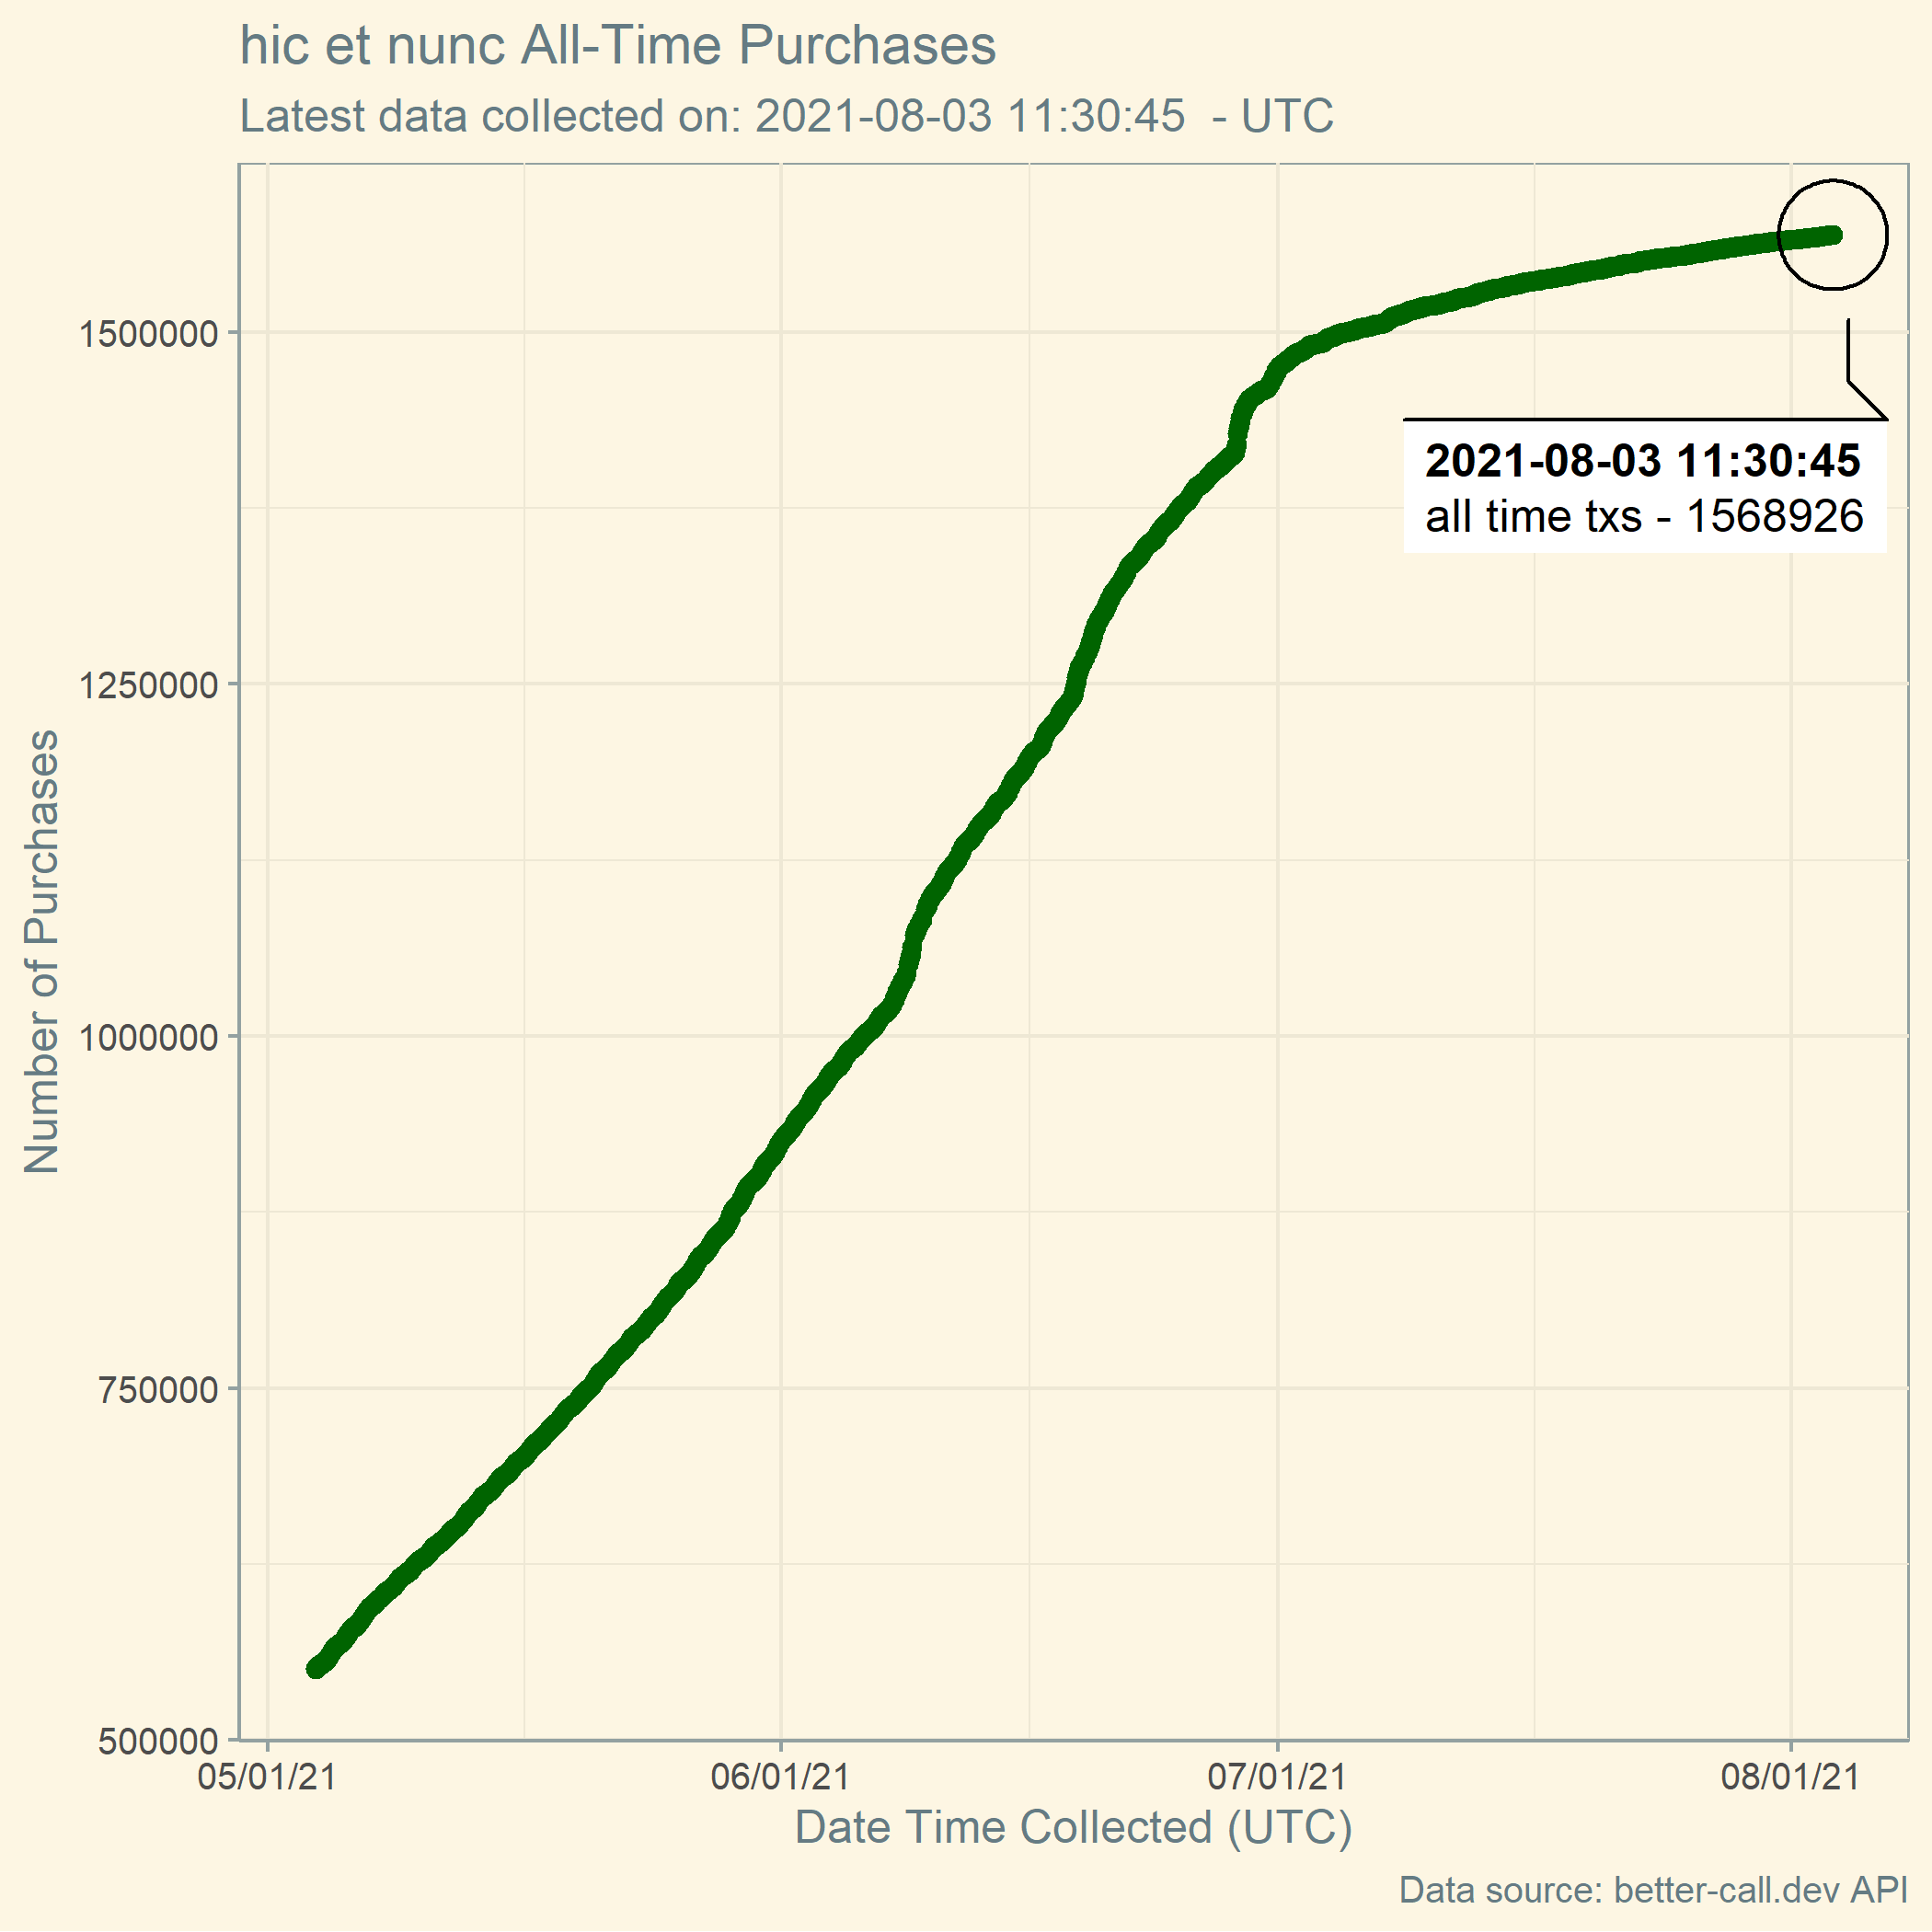 hic et nunc All-Time Purchases
Latest data collected on: 2021-08-03 11:30:45  - UTC
Number of Purchases
1500000
1250000
1000000
750000
500000
2021-08-03 11:30:45
all time txs - 1568926
05/01/21 06/01/21 07/01/21 08/01/21
Date Time Collected (UTC)
Data source: better-call.dev API